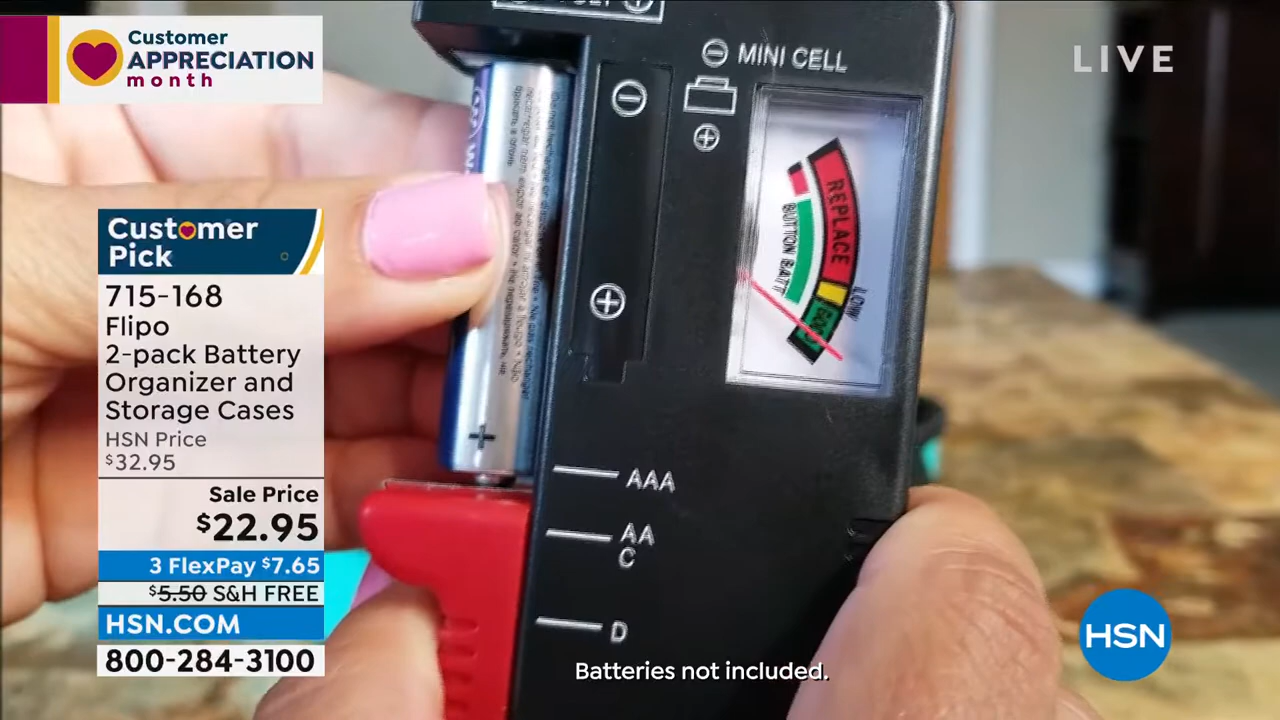 Customer
APPRECIATION
month
LIVE
Customer
Pick
715-168
Flipo
2-pack Battery
Organizer and
Storage Cases
HSN Price
$32.95
Sale Price
$22.95
3 FlexPay $7.65
$5.50 S&H FREE
HSN.COM
800-284-3100
⊖ MINI CELL
⊕
⊖
⊕
REPLACE
LOW
GOOD
BUTTON BATT
+
AAA
AA
C
D
Batteries not included.
HSN